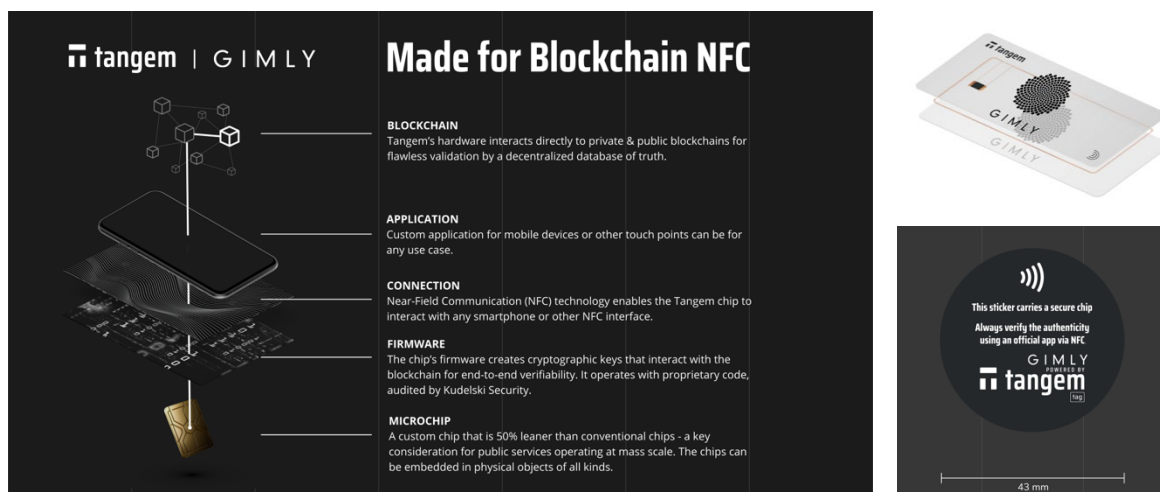 tangem | GIMLY
Made for Blockchain NFC
BLOCKCHAIN
Tangem's hardware interacts directly to private & public blockchains for
flawless validation by a decentralized database of truth.
APPLICATION
Custom application for mobile devices or other touch points can be for
any use case.
CONNECTION
Near-Field Communication (NFC) technology enables the Tangem chip to
interact with any smartphone or other NFC interface.
FIRMWARE
The chip's firmware creates cryptographic keys that interact with the
blockchain for end-to-end verifiability. It operates with proprietary code,
audited by Kudelski Security.
MICROCHIP
A custom chip that is 50% leaner than conventional chips - a key
consideration for public services operating at mass scale. The chips can
be embedded in physical objects of all kinds.
tangem
GIMLY
GIMLY
This sticker carries a secure chip
Always verify the authenticity
using an official app via NFC
GIMLY
POWERED BY
tangem
tag
43 mm